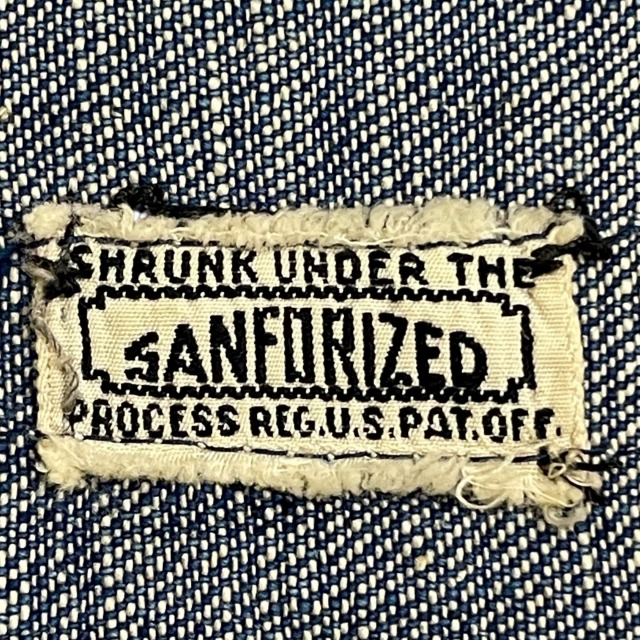 SHRUNK UNDER THE
SANFORIZED
PROCESS REG.U.S.PAT.OFF.